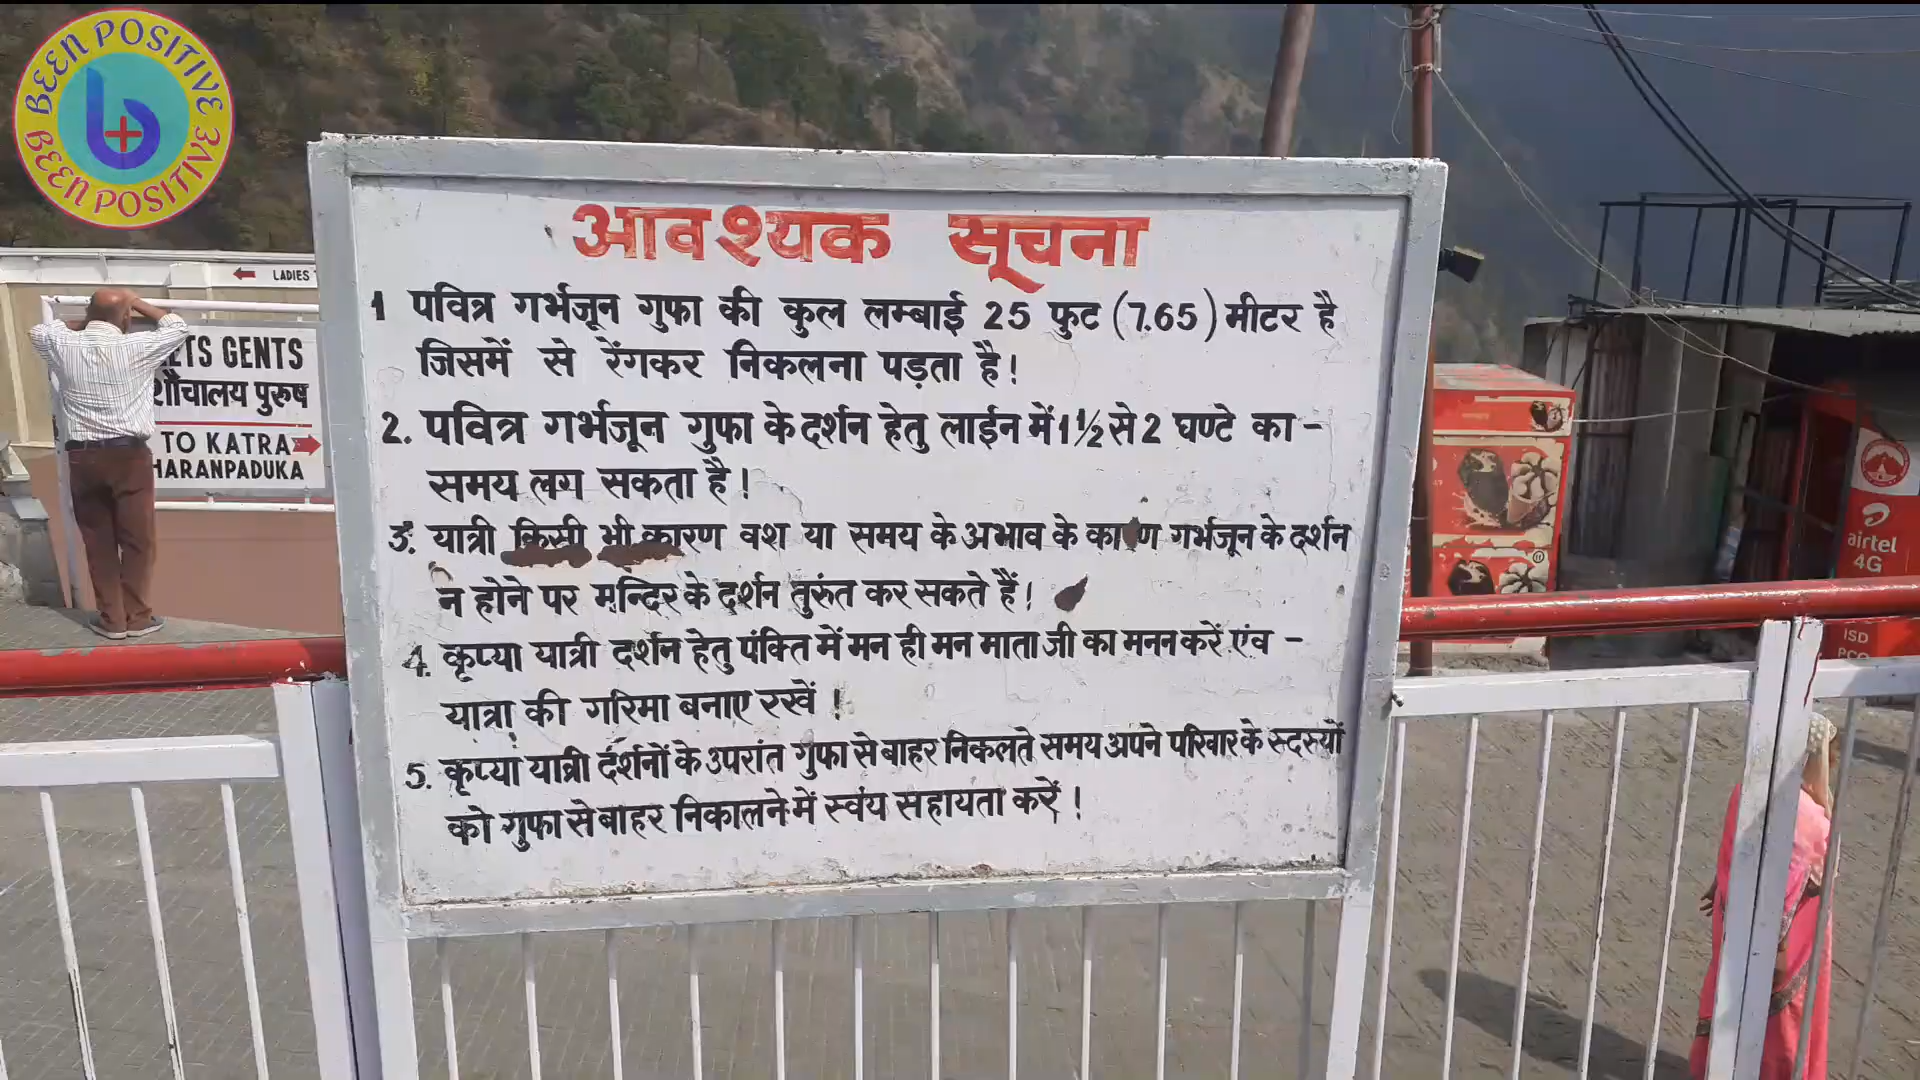 BEEN POSITIVE
BEEN POSITIVE
b
LADIES
GENTS
शौचालय पुरुष
TO KATRA
आवश्यक सूचना
1 पवित्र गर्भजून गुफा की कुल लम्बाई 25 फुट (7.65) मीटर है
जिसमें से रेंगकर निकलना पड़ता है!
2. पवित्र गर्भजून गुफा के दर्शन हेतु लाईन में 1 ½ से 2 घण्टे का -
समय लग सकता है!
3. यात्री किसी भी कारण वश या समय के अभाव के कारण गर्भजून के दर्शन
न होने पर मन्दिर के दर्शन तुरुंत कर सकते हैं!
4. कृप्या यात्री दर्शन हेतु पंक्ति में मन ही मन माता जी का मनन करें एंव -
यात्रा की गरिमा बनाए रखें !
5. कृप्या यात्री दर्शनों के उपरांत गुफा से बाहर निकलते समय अपने परिवार के स्दस्यों
को गुफा से बाहर निकालने में स्वंय सहायता करें !
airtel
4G
ISD
PCO